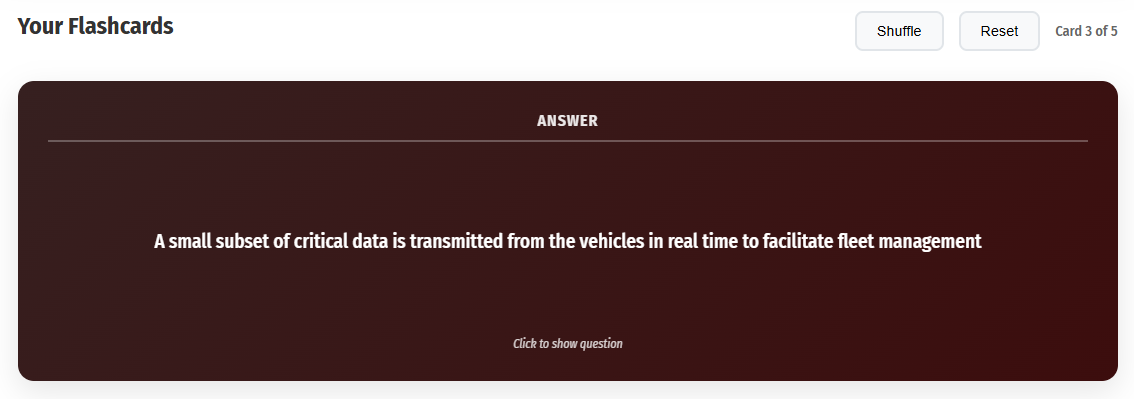 Your Flashcards
Shuffle
Reset
Card 3 of 5
ANSWER
A small subset of critical data is transmitted from the vehicles in real time to facilitate fleet management
Click to show question